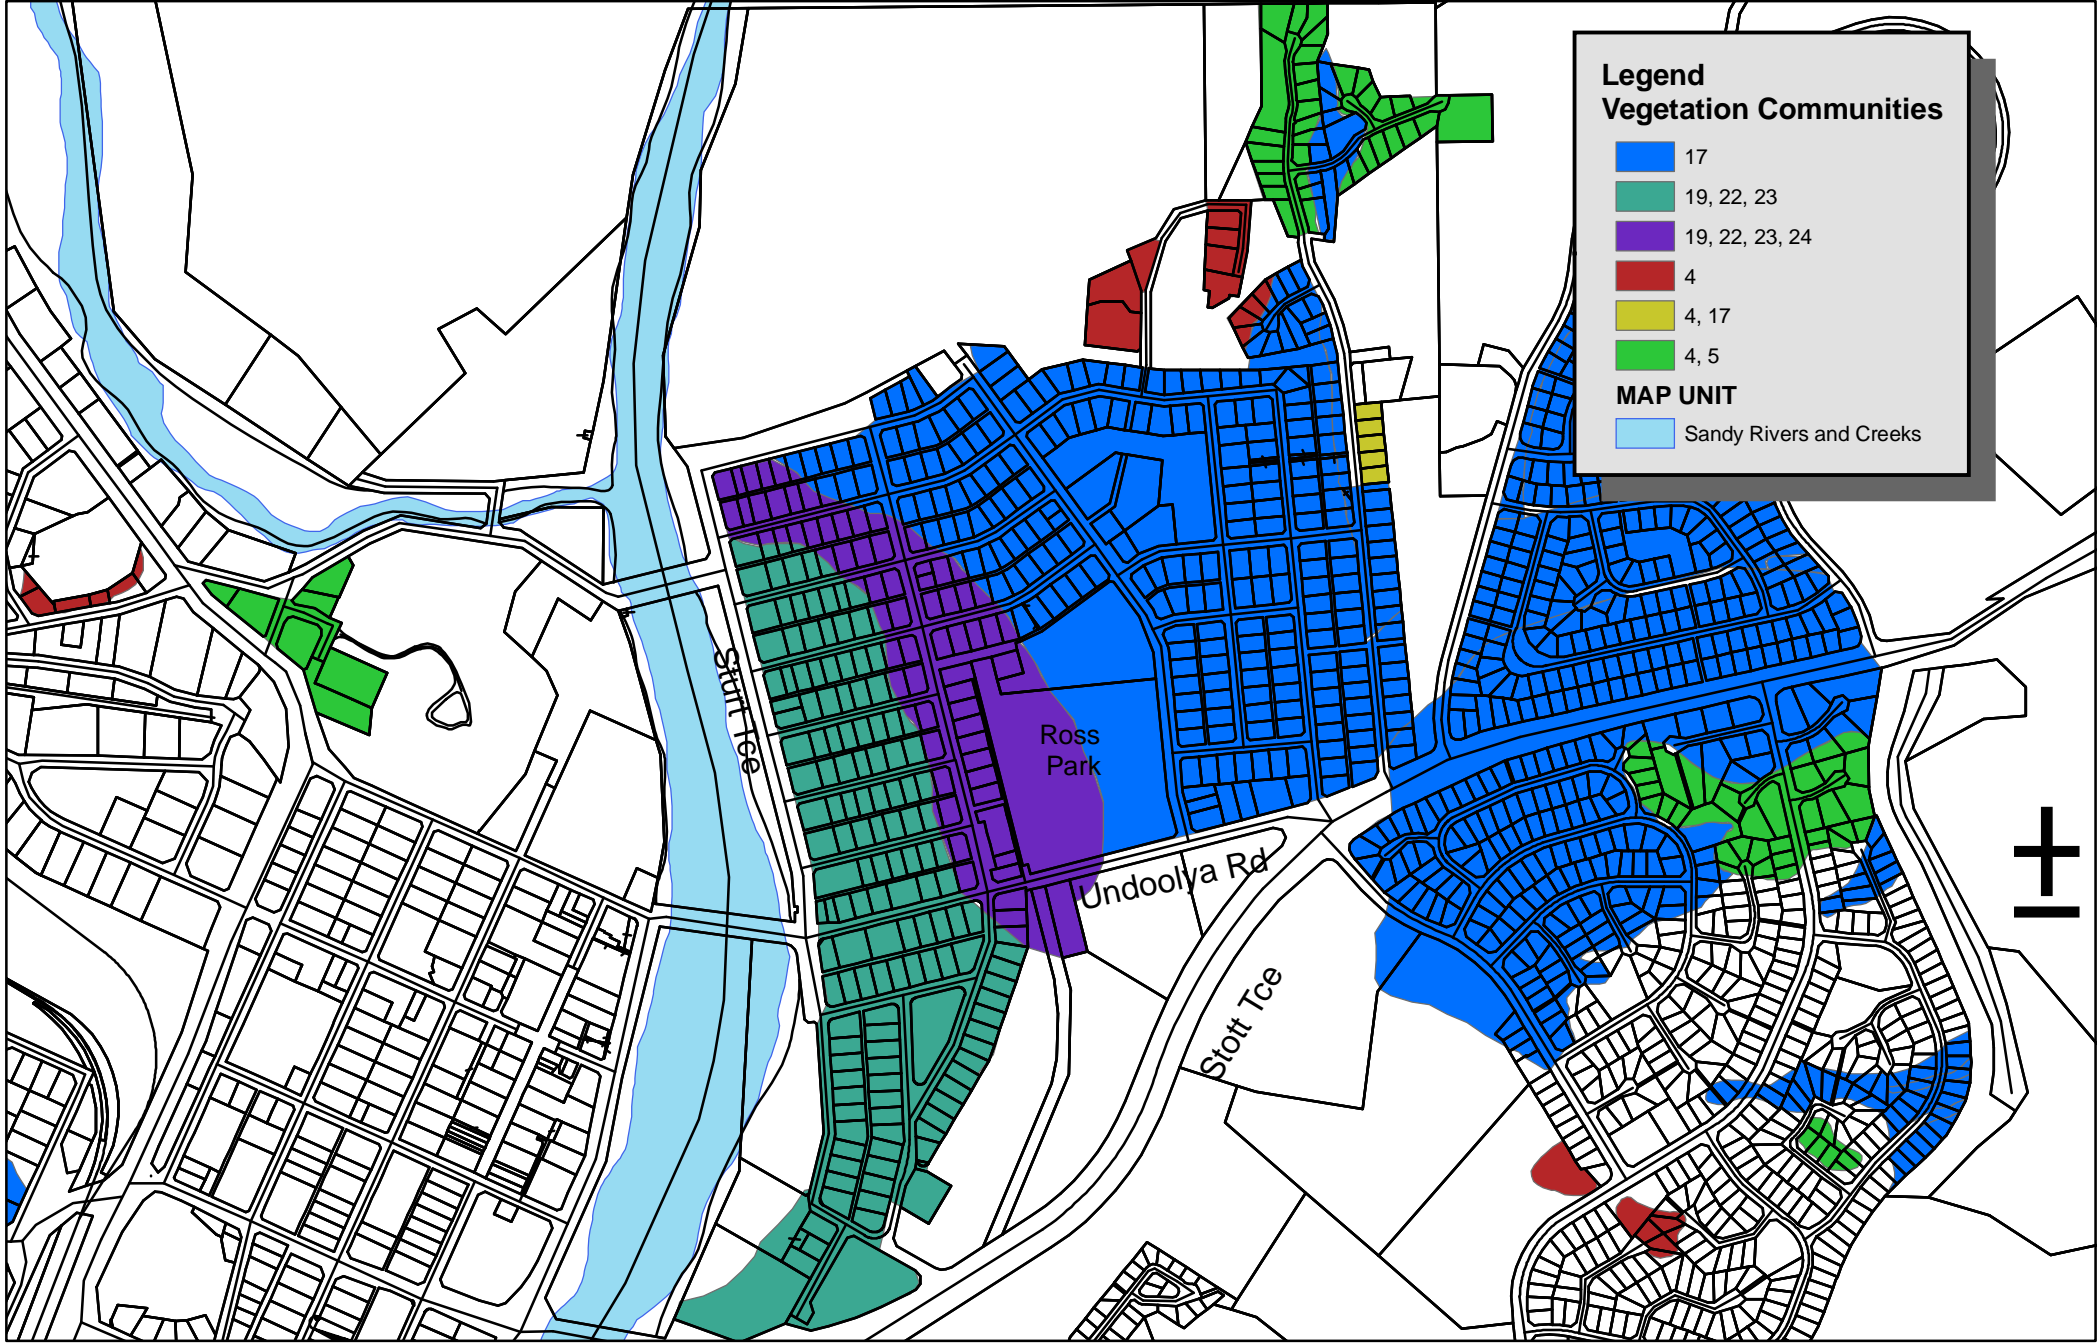 Legend
Vegetation Communities
17
19, 22, 23
19, 22, 23, 24
4
4, 17
4, 5
MAP UNIT
Sandy Rivers and Creeks
Sturt Tce
Ross
Park
Undoolya Rd
Stott Tce